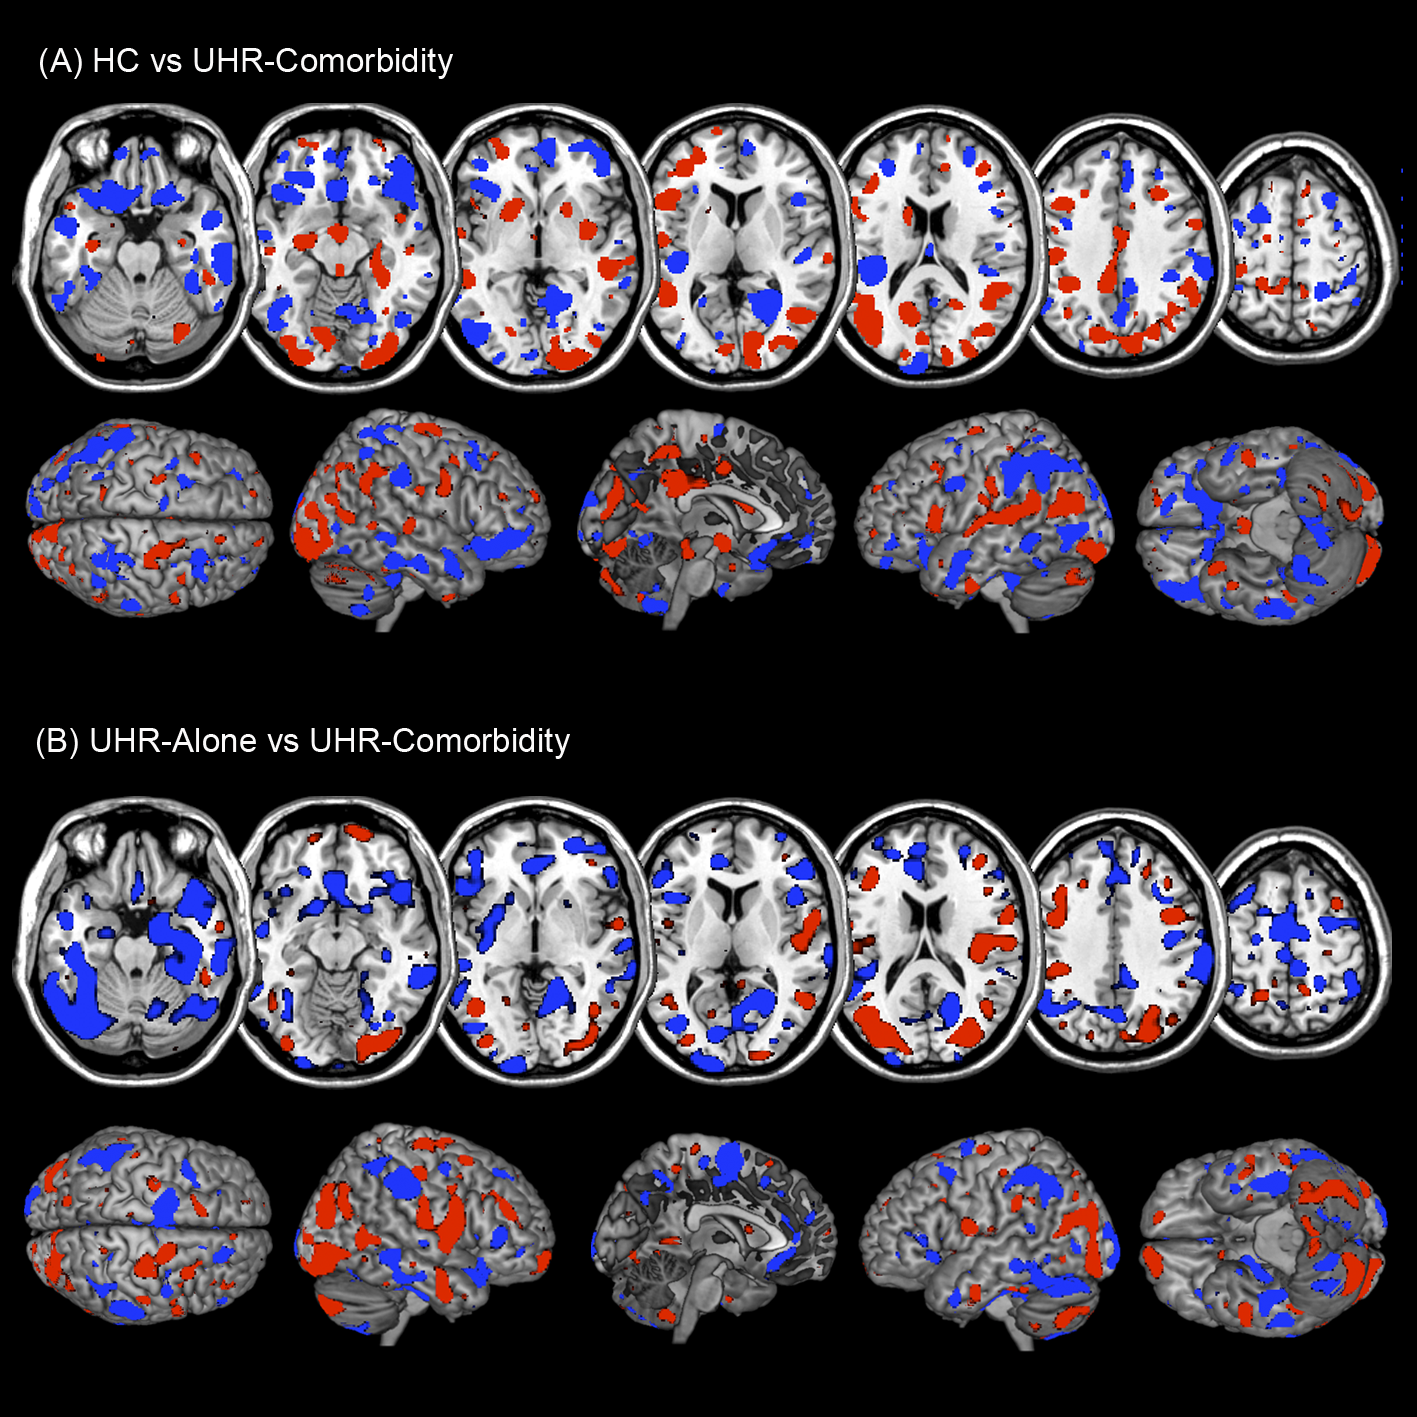 (A) HC vs UHR-Comorbidity
(B) UHR-Alone vs UHR-Comorbidity